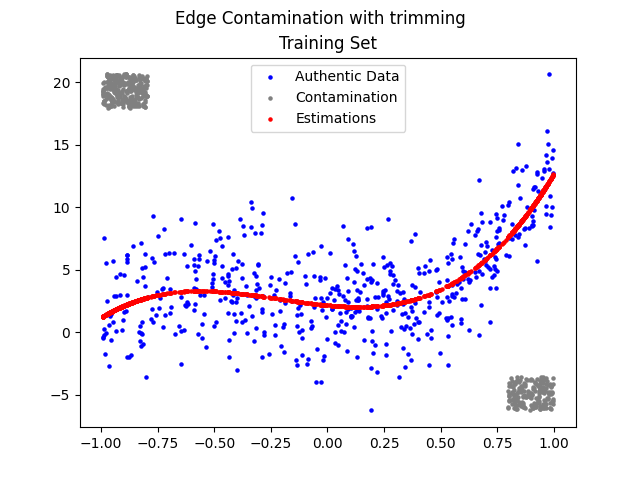 Edge Contamination with trimming
Training Set
Authentic Data
Contamination
Estimations
20
15
10
5
0
−5
−1.00 −0.75 −0.50 −0.25 0.00 0.25 0.50 0.75 1.00